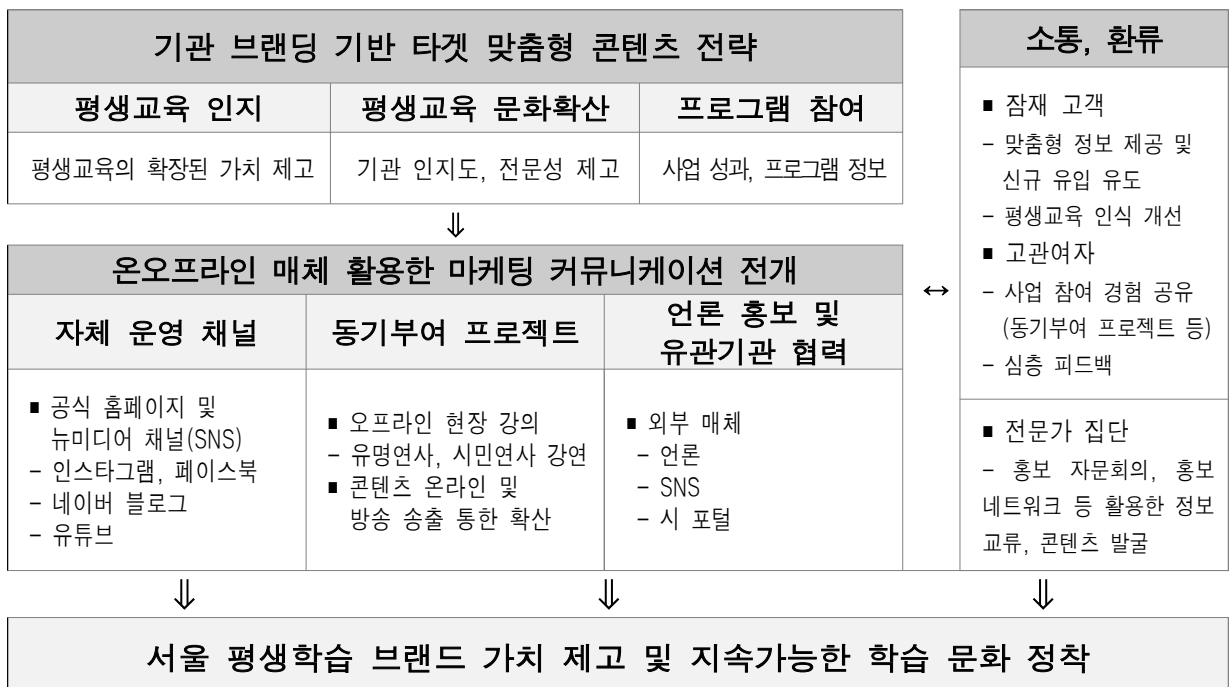 기관 브랜딩 기반 타겟 맞춤형 콘텐츠 전략
평생교육 인지
평생교육 문화확산
프로그램 참여
평생교육의 확장된 가치 제고
기관 인지도, 전문성 제고
사업 성과, 프로그램 정보
⇓
온오프라인 매체 활용한 마케팅 커뮤니케이션 전개
자체 운영 채널
동기부여 프로젝트
언론 홍보 및
유관기관 협력
■ 공식 홈페이지 및
뉴미디어 채널(SNS)
– 인스타그램, 페이스북
– 네이버 블로그
– 유튜브
■ 오프라인 현장 강의
– 유명연사, 시민연사 강연
■ 콘텐츠 온라인 및
방송 송출 통한 확산
■ 외부 매체
– 언론
– SNS
– 시 포털
↔
소통, 환류
■ 잠재 고객
– 맞춤형 정보 제공 및
신규 유입 유도
– 평생교육 인식 개선
■ 고관여자
– 사업 참여 경험 공유
(동기부여 프로젝트 등)
– 심층 피드백
■ 전문가 집단
– 홍보 자문회의, 홍보
네트워크 등 활용한 정보
교류, 콘텐츠 발굴
⇓ ⇓ ⇓
서울 평생학습 브랜드 가치 제고 및 지속가능한 학습 문화 정착